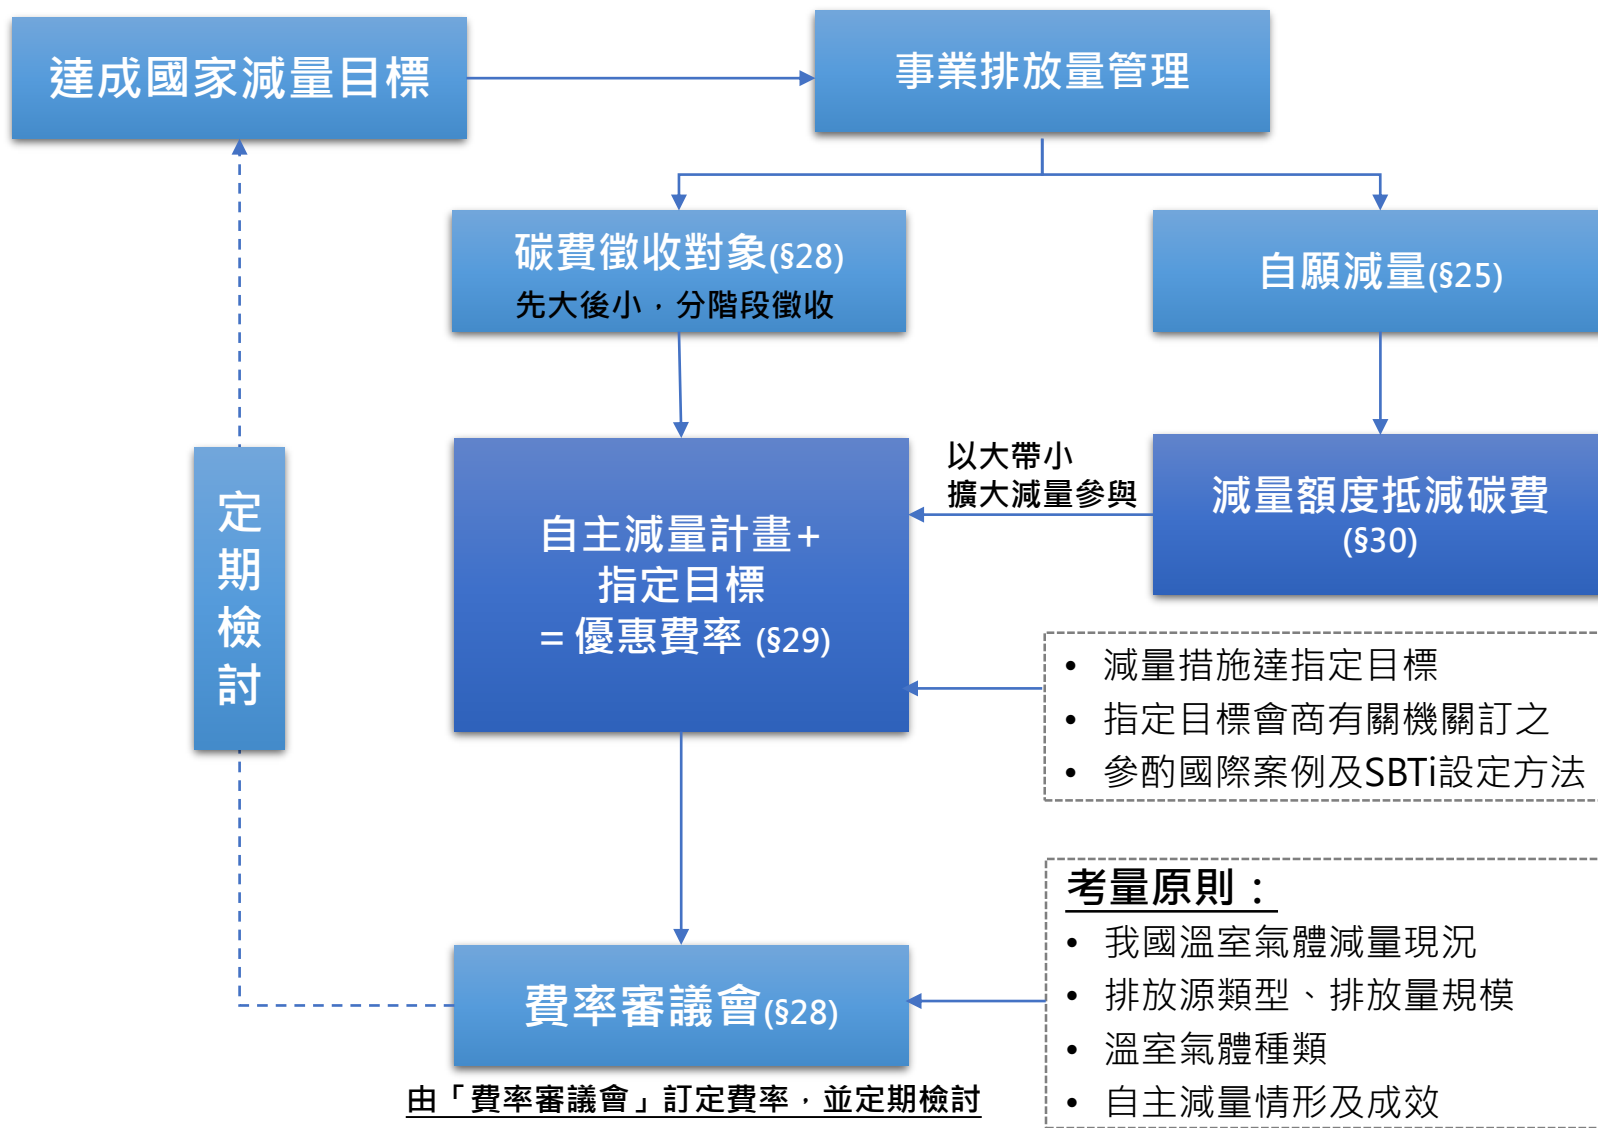 達成國家減量目標
事業排放量管理
碳費徵收對象(§28)
先大後小，分階段徵收
自願減量(§25)
定
期
檢
討
自主減量計畫+
指定目標
=優惠費率 (§29)
以大帶小
擴大減量參與
減量額度抵減碳費
(§30)
• 減量措施達指定目標
• 指定目標會商有關機關訂之
• 參酌國際案例及SBTi設定方法
費率審議會(§28)
由「費率審議會」訂定費率，並定期檢討
考量原則：
• 我國溫室氣體減量現況
• 排放源類型、排放量規模
• 溫室氣體種類
• 自主減量情形及成效